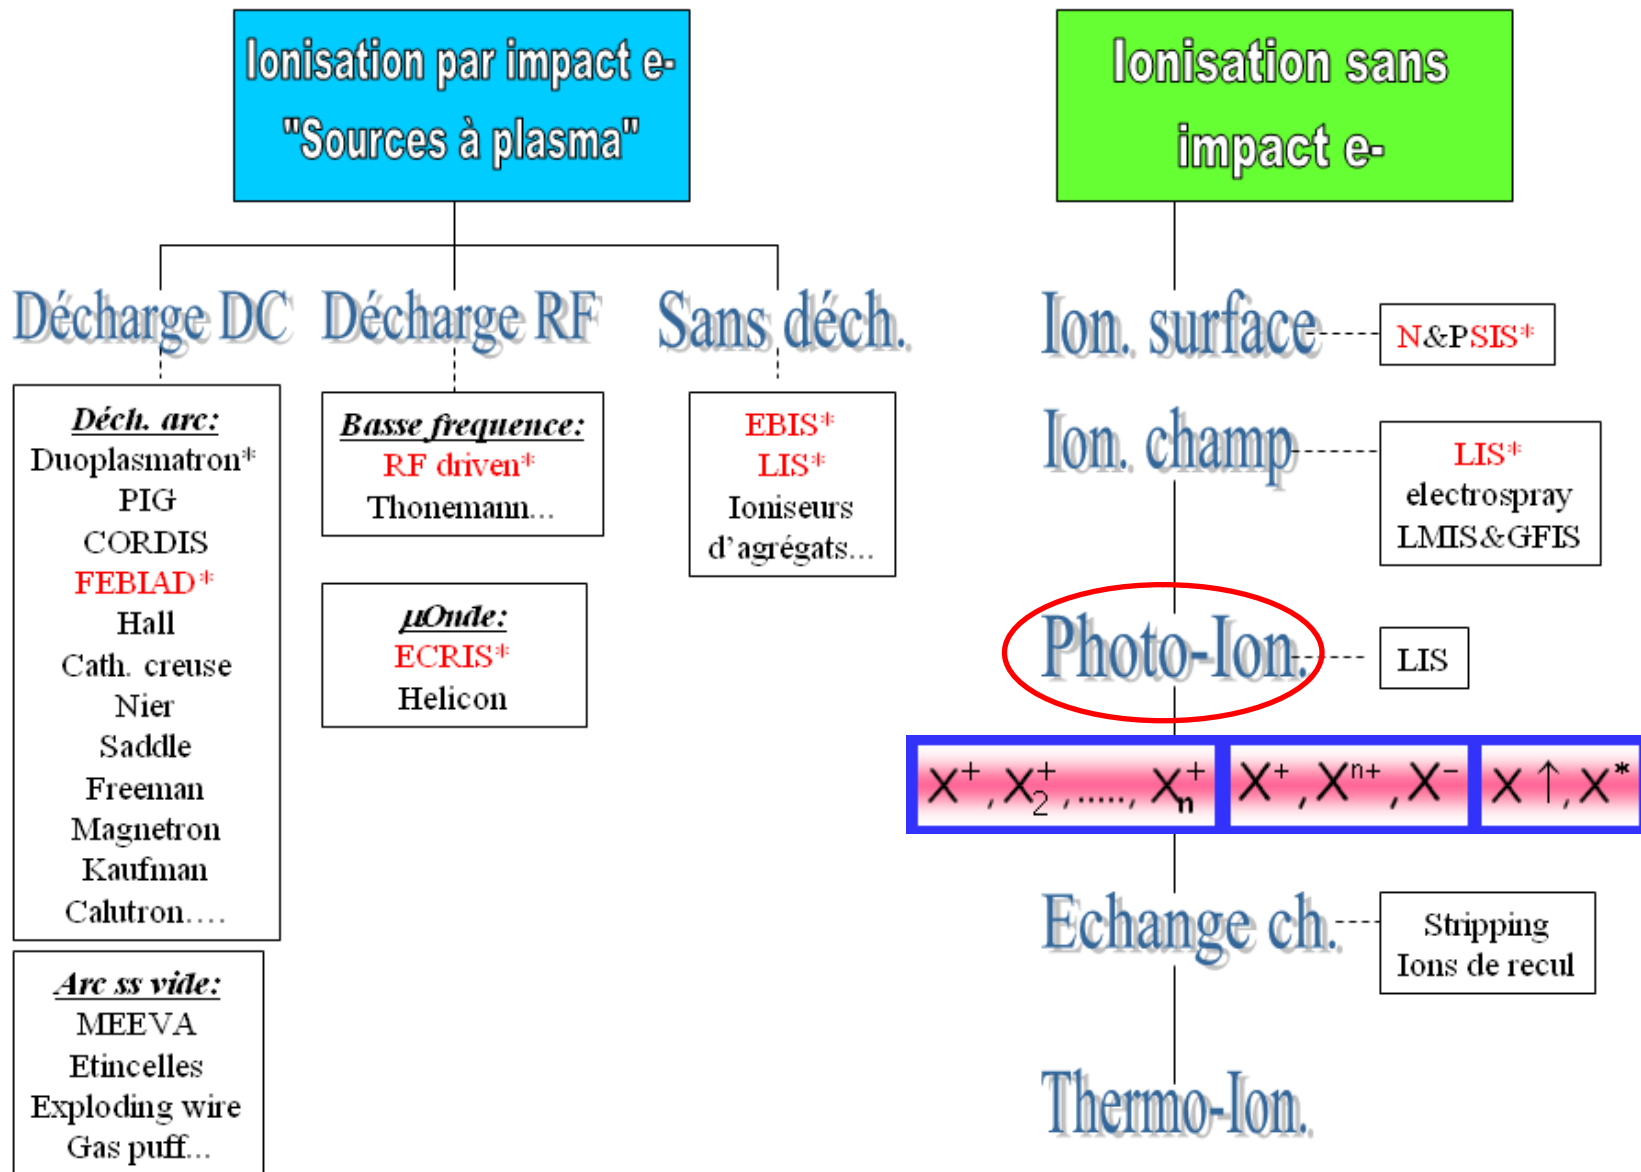 Ionisation par impact e-
"Sources à plasma"
Décharge DC
Déch. arc:
Duoplasmatron*
PIG
CORDIS
FEBIAD*
Hall
Cath. creuse
Nier
Saddle
Freeman
Magnetron
Kaufman
Calutron....
Arc ss vide:
MEEVA
Etincelles
Exploding wire
Gas puff...
Décharge RF
Basse frequence:
RF driven*
Thonemann...
µOnde:
ECRIS*
Helicon
Sans déch.
EBIS*
LIS*
Ioniseurs
d’agrégats...
Ionisation sans
impact e-
Ion. surface
N&PSIS*
Ion. champ
LIS*
electrospray
LMIS&GFIS
Photo-Ion.
LIS
X⁺, X₂⁺, ....., Xₙ⁺
X⁺, Xⁿ⁺, X⁻
X ↑, X*
Echange ch.
Stripping
Ions de recul
Thermo-Ion.